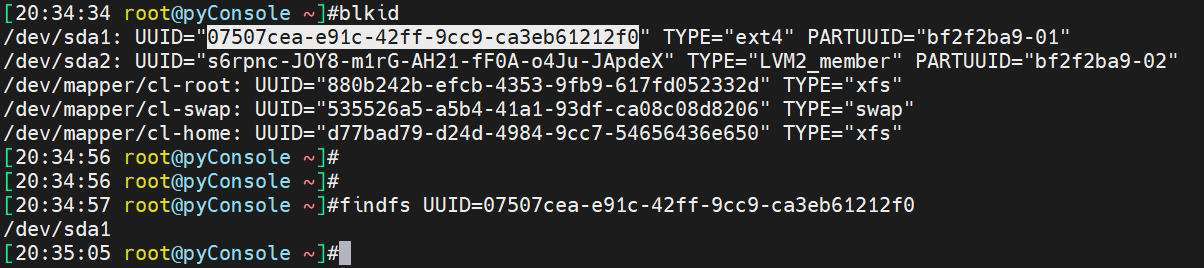 [20:34:34 root@pyConsole ~]#blkid
/dev/sda1: UUID="07507cea-e91c-42ff-9cc9-ca3eb61212f0" TYPE="ext4" PARTUUID="bf2f2ba9-01"
/dev/sda2: UUID="s6rpnc-JOY8-m1rG-AH21-fF0A-o4Ju-JApdeX" TYPE="LVM2_member" PARTUUID="bf2f2ba9-02"
/dev/mapper/cl-root: UUID="880b242b-efcb-4353-9fb9-617fd052332d" TYPE="xfs"
/dev/mapper/cl-swap: UUID="535526a5-a5b4-41a1-93df-ca08c08d8206" TYPE="swap"
/dev/mapper/cl-home: UUID="d77bad79-d24d-4984-9cc7-54656436e650" TYPE="xfs"
[20:34:56 root@pyConsole ~]#
[20:34:56 root@pyConsole ~]#
[20:34:57 root@pyConsole ~]#findfs UUID=07507cea-e91c-42ff-9cc9-ca3eb61212f0
/dev/sda1
[20:35:05 root@pyConsole ~]#